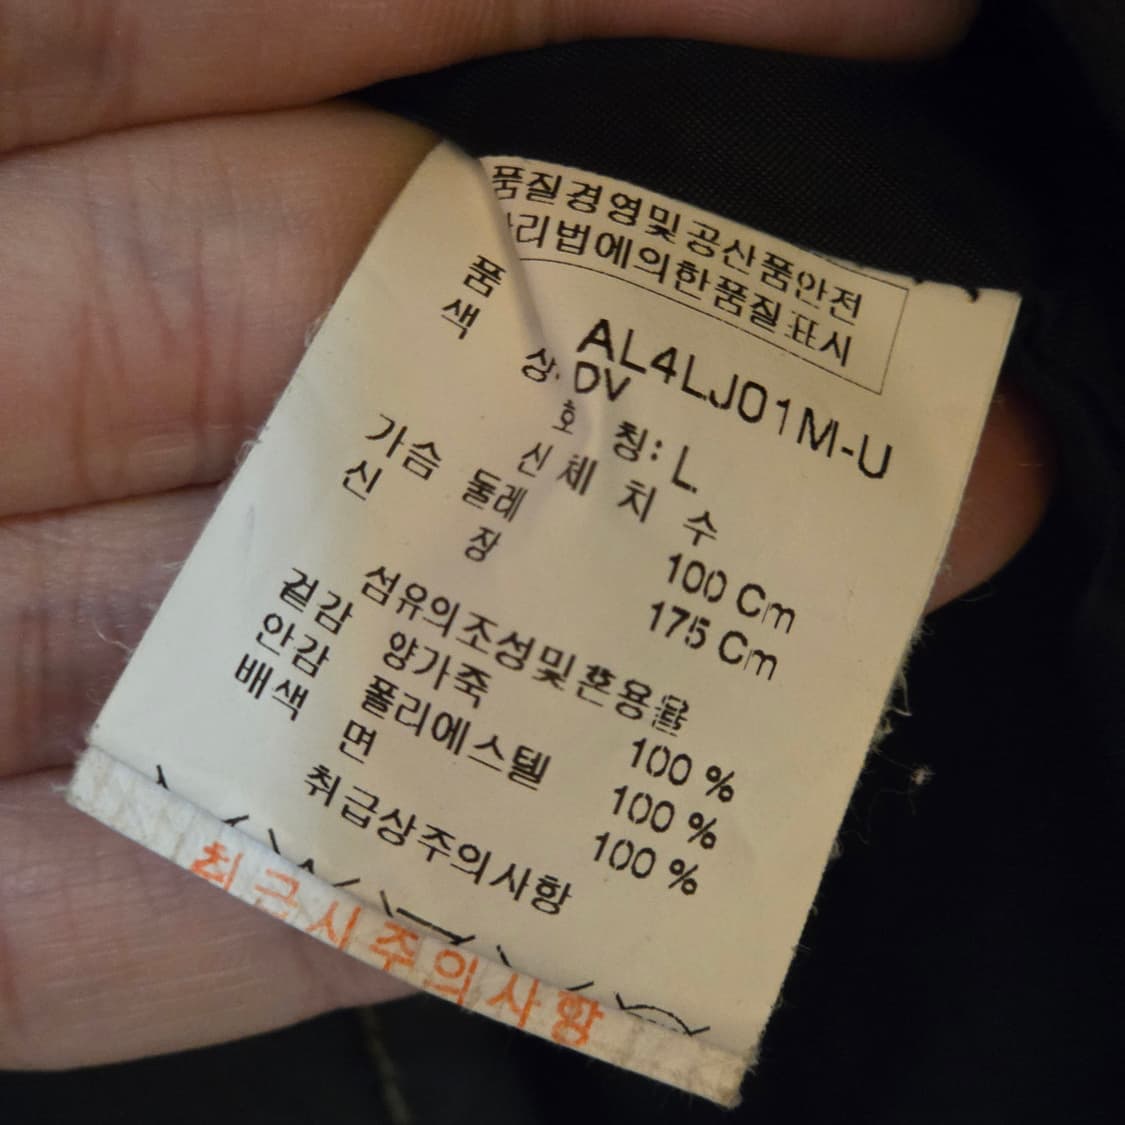 품질경영및공산품안전
리법에의한품질표시
품 AL4LJ01M-U
색 상: DV
호 칭: L.
신 체 치 수
가슴 둘레 100 Cm
신 장 175 Cm
섬유의조성및혼용율
겉감 양가죽 100 %
안감 폴리에스텔 100 %
배색 면 100 %
취급상주의사항
취급시주의사항